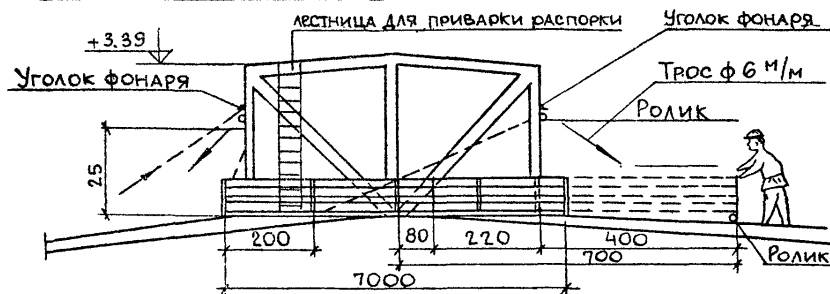 лестница для приварки распорки
Уголок фонаря
+3.39
Уголок фонаря
Трос ф 6 м/м
Ролик
25
200
80
220
400
700
Ролик
7000